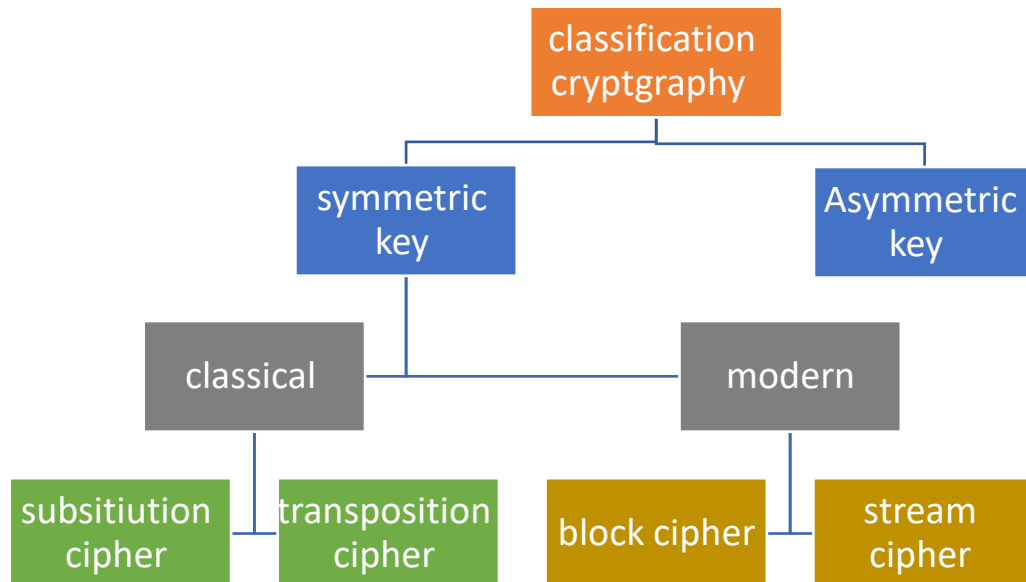 classification
cryptgraphy
symmetric
key
Asymmetric
key
classical
modern
subsitiution
cipher
transposition
cipher
block cipher
stream
cipher